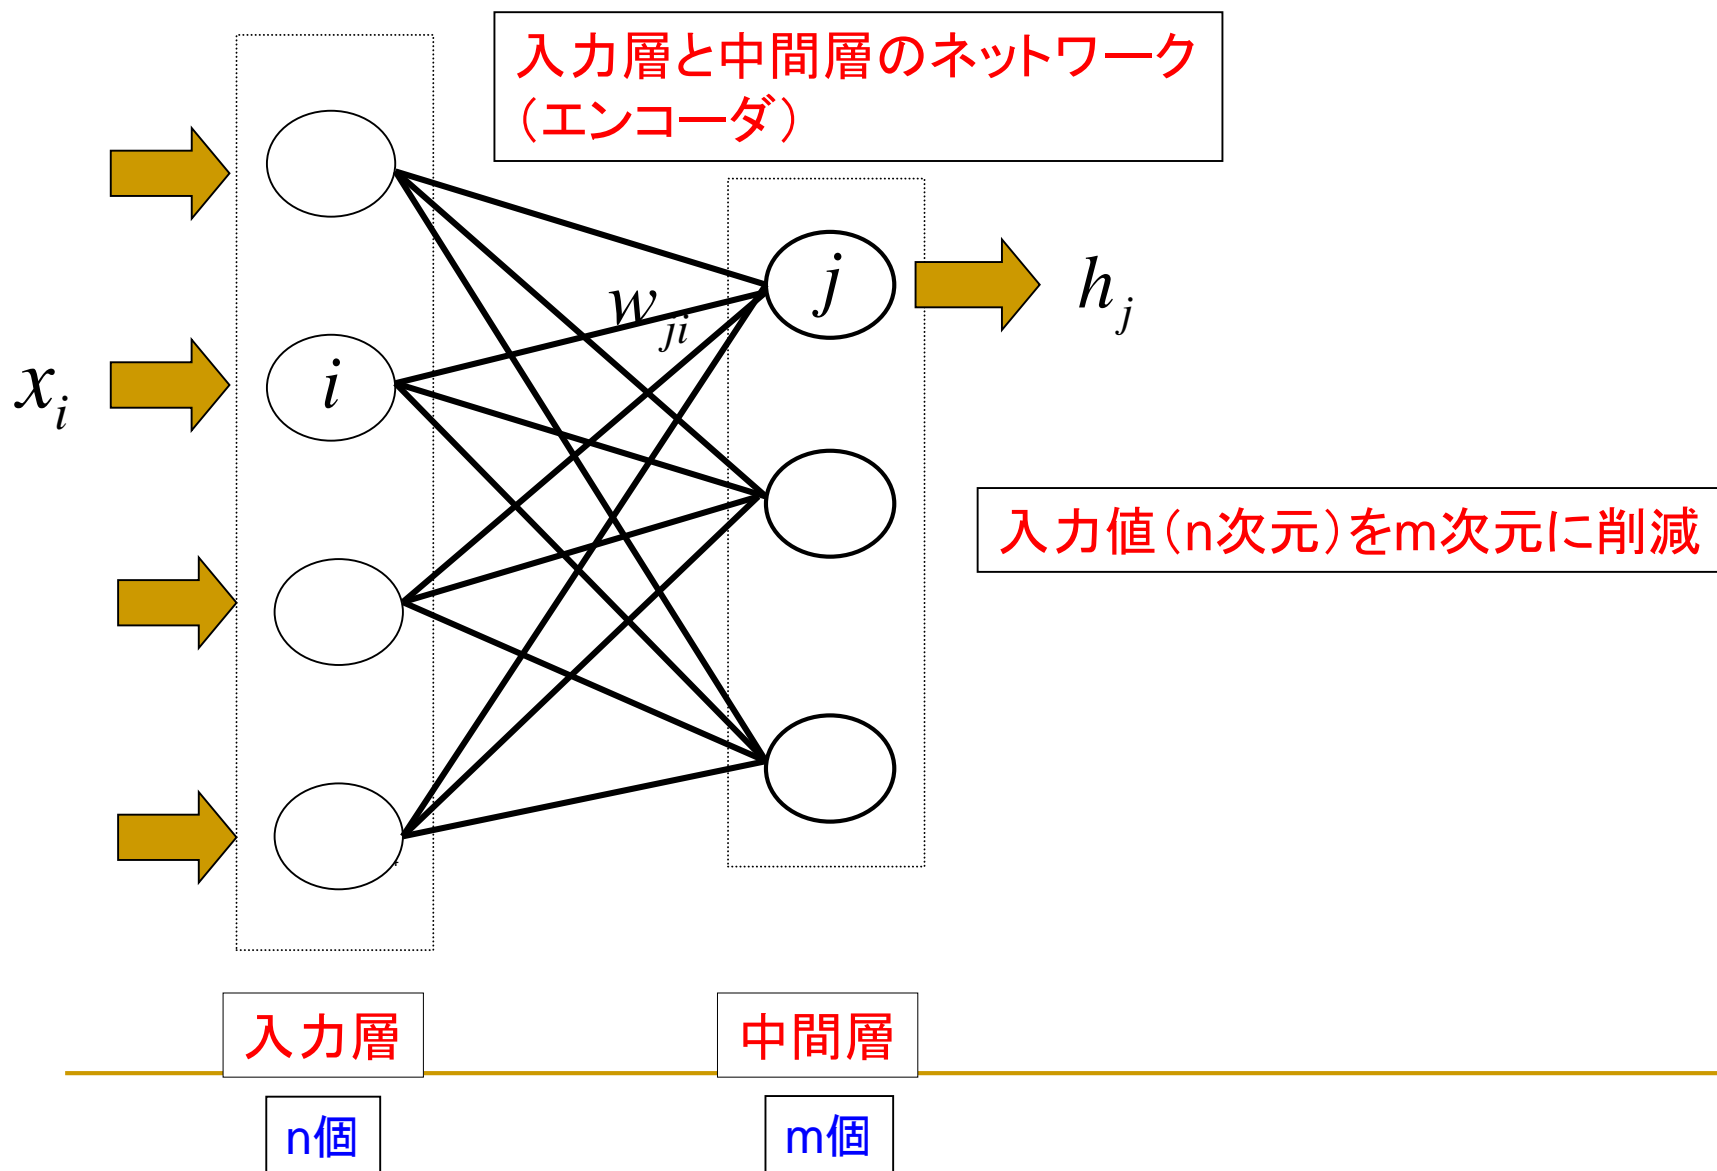 入力層と中間層のネットワーク
（エンコーダ）
j
h_j
w_ji
x_i
i
入力値（n次元）をm次元に削減
入力層
中間層
n個
m個